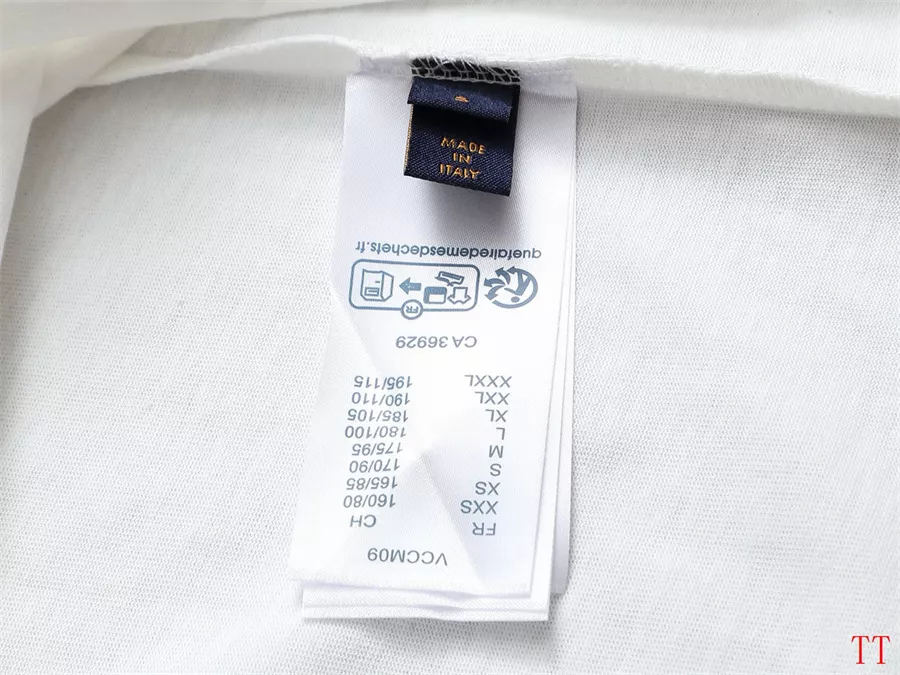 MADE
IN
ITALY
VCCM09
FR CH
XXS 160/80
XS 165/85
S 170/90
M 175/95
L 180/100
XL 185/105
XXL 190/110
XXXL 195/115
CA 36929
FR
quefairedemesdechets.fr
TT